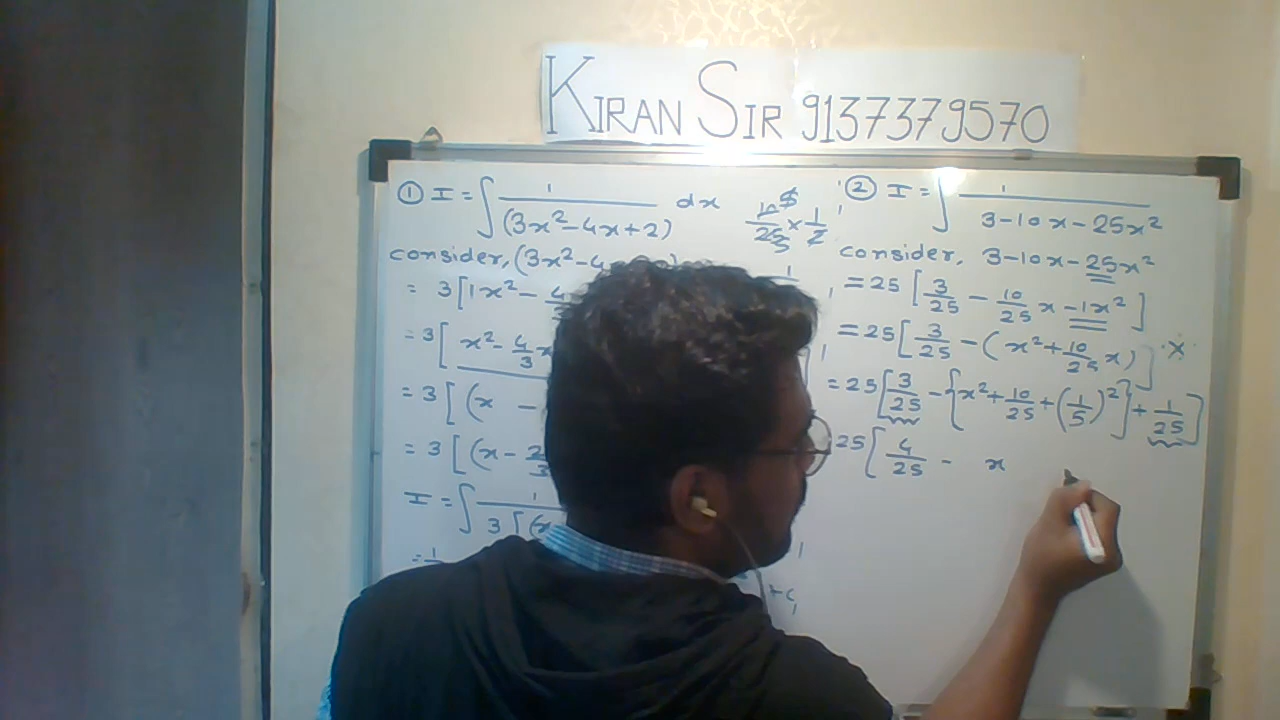 KIRAN SIR 9137379570
① I = ∫ 1/(3x²-4x+2) dx
consider, (3x²-4
= 3[1x² - 4
= 3[x² - 4/3 x
= 3[(x -
= 3[(x - 2/3
I = ∫ 1/3[(x
= 1
+c
② I = ∫ 1/3-10x-25x²
consider, 3-10x-25x²
= 25[3/25 - 10/25 x - 1x²]
= 25[3/25 - (x² + 10/25 x)]
= 25[3/25 - {x² + 10/25 + (1/5)²} + 1/25]
25[4/25 - x